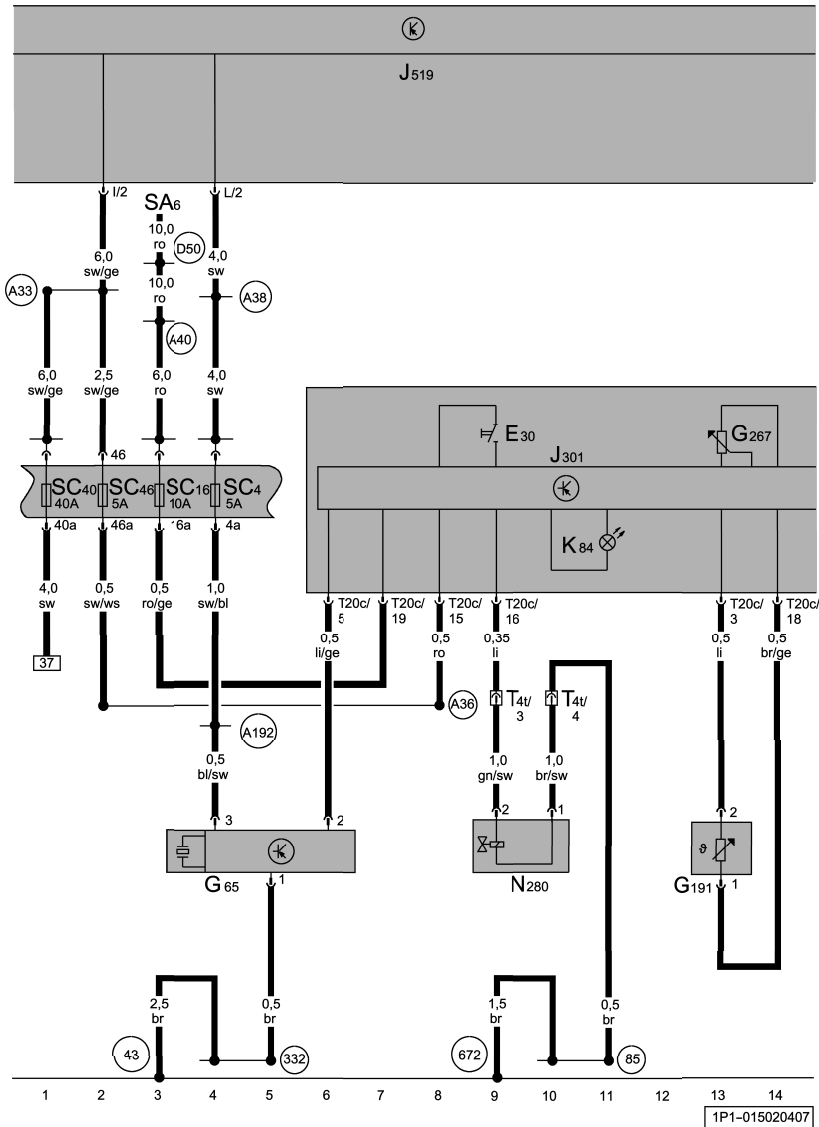 J519
I/2
SA6
L/2
10,0
ro
D50
6,0
sw/ge
4,0
sw
A33
10,0
ro
A38
A40
6,0
sw/ge
2,5
sw/ge
6,0
ro
4,0
sw
E30
G267
J301
46
SC40
40A
SC46
5A
SC16
10A
SC4
5A
40a
46a
16a
4a
K84
4,0
sw
0,5
sw/ws
0,5
ro/ge
1,0
sw/bl
T20c/
5
T20c/
19
T20c/
15
T20c/
16
T20c/
3
T20c/
18
0,5
li/ge
0,5
ro
0,35
li
0,5
li
0,5
br/ge
37
A36
T4t/
3
T4t/
4
A192
0,5
bl/sw
1,0
gn/sw
1,0
br/sw
3
2
2
1
2
ϑ
G65
1
N280
G191
1
2,5
br
0,5
br
1,5
br
0,5
br
43
332
672
85
1 2 3 4 5 6 7 8 9 10 11 12 13 14
1P1-015020407